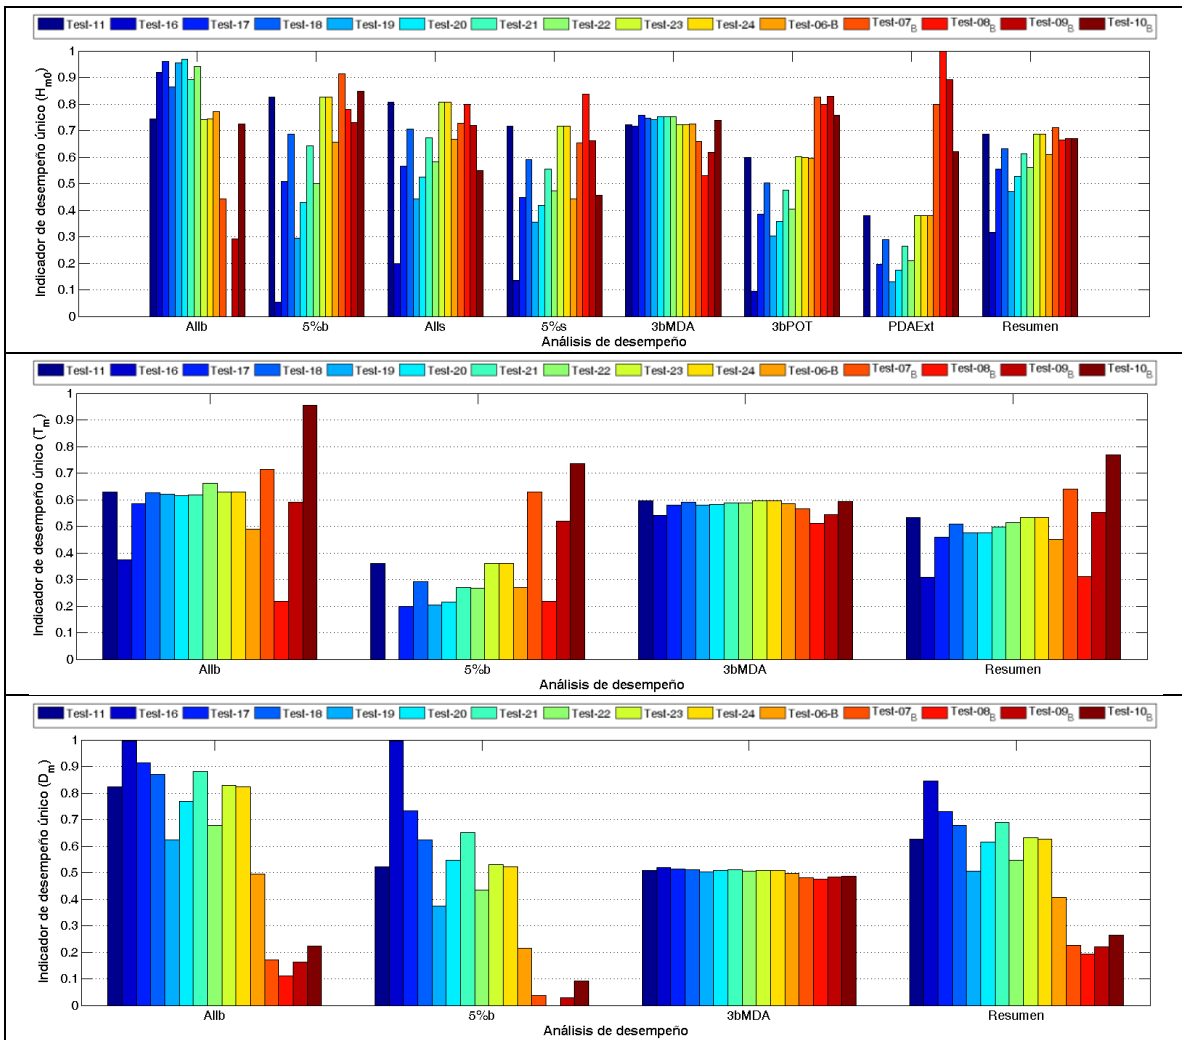 Test-11 Test-16 Test-17 Test-18 Test-19 Test-20 Test-21 Test-22 Test-23 Test-24 Test-06-B Test-07B Test-08B Test-09B Test-10B
Indicador de desempeño único (Hm0)
1
0.9
0.8
0.7
0.6
0.5
0.4
0.3
0.2
0.1
0
Allb 5%b Alls 5%s 3bMDA 3bPOT PDAExt Resumen
Análisis de desempeño
Test-11 Test-16 Test-17 Test-18 Test-19 Test-20 Test-21 Test-22 Test-23 Test-24 Test-06-B Test-07B Test-08B Test-09B Test-10B
Indicador de desempeño único (Tm)
1
0.9
0.8
0.7
0.6
0.5
0.4
0.3
0.2
0.1
0
Allb 5%b 3bMDA Resumen
Análisis de desempeño
Test-11 Test-16 Test-17 Test-18 Test-19 Test-20 Test-21 Test-22 Test-23 Test-24 Test-06-B Test-07B Test-08B Test-09B Test-10B
Indicador de desempeño único (Dm)
1
0.9
0.8
0.7
0.6
0.5
0.4
0.3
0.2
0.1
0
Allb 5%b 3bMDA Resumen
Análisis de desempeño